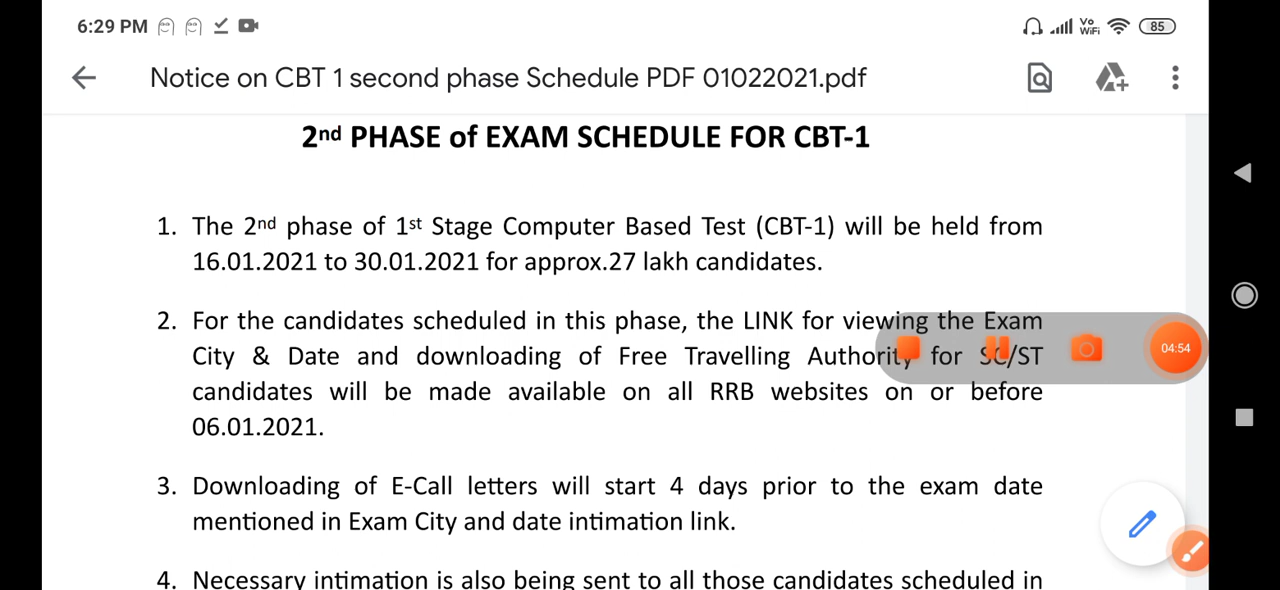 6:29 PM
Vo WiFi 85
Notice on CBT 1 second phase Schedule PDF 01022021.pdf
2nd PHASE of EXAM SCHEDULE FOR CBT-1
1. The 2nd phase of 1st Stage Computer Based Test (CBT-1) will be held from
16.01.2021 to 30.01.2021 for approx.27 lakh candidates.
2. For the candidates scheduled in this phase, the LINK for viewing the Exam
City & Date and downloading of Free Travelling Authority for SC/ST
candidates will be made available on all RRB websites on or before
06.01.2021.
04:54
3. Downloading of E-Call letters will start 4 days prior to the exam date
mentioned in Exam City and date intimation link.
4. Necessary intimation is also being sent to all those candidates scheduled in